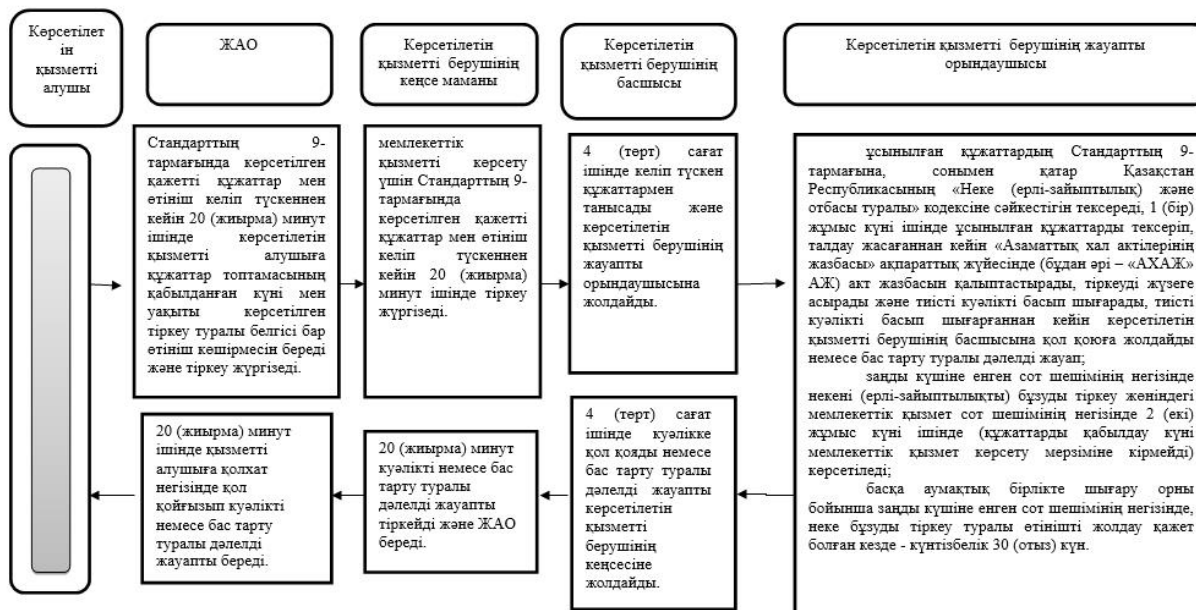 Көрсетілет
ін
қызметті
алушы
ЖАО
Көрсетілетін
қызметті берушінің
кеңсе маманы
Көрсетілетін
қызметті берушінің
басшысы
Көрсетілетін қызметті берушінің жауапты
орындаушысы
Стандарттың 9-
тармағында көрсетілген
қажетті құжаттар мен
өтініш келіп түскеннен
кейін 20 (жиырма) минут
ішінде көрсетілетін
қызметті алушыға
құжаттар топтамасының
қабылданған күні мен
уақыты көрсетілген
тіркеу туралы белгісі бар
өтініш көшірмесін береді
және тіркеу жүргізеді.
мемлекеттік
қызметті көрсету
үшін Стандарттың 9-
тармағында
көрсетілген қажетті
құжаттар мен өтініш
келіп түскеннен
кейін 20 (жиырма)
минут ішінде тіркеу
жүргізеді.
4 (төрт) сағат
ішінде келіп түскен
құжаттармен
танысады және
көрсетілетін
қызметті берушінің
жауапты
орындаушысына
жолдайды.
ұсынылған құжаттардың Стандарттың 9-
тармағына, сонымен қатар Қазақстан
Республикасының «Неке (ерлі-зайыптылық) және
отбасы туралы» кодексіне сәйкестігін тексереді, 1 (бір)
жұмыс күні ішінде ұсынылған құжаттарды тексеріп,
талдау жасағаннан кейін «Азаматтық хал актілерінің
жазбасы» ақпараттық жүйесінде (бұдан әрі – «АХАЖ»
АЖ) акт жазбасын қалыптастырады, тіркеуді жүзеге
асырады және тиісті куәлікті басып шығарады, тиісті
куәлікті басып шығарғаннан кейін көрсетілетін
қызметті берушінің басшысына қол қоюға жолдайды
немесе бас тарту туралы дәлелді жауап;
заңды күшіне енген сот шешімінің негізінде
некені (ерлі-зайыптылықты) бұзуды тіркеу жөніндегі
мемлекеттік қызмет сот шешімінің негізінде 2 (екі)
жұмыс күні ішінде (құжаттарды қабылдау күні
мемлекеттік қызмет көрсету мерзіміне кірмейді)
көрсетіледі;
басқа аумақтық бірлікте шығару орны
бойынша заңды күшіне енген сот шешімінің негізінде,
неке бұзуды тіркеу туралы өтінішті жолдау қажет
болған кезде - күнтізбелік 30 (отыз) күн.
20 (жиырма) минут
ішінде қызметті
алушыға қолхат
негізінде қол
қойғызып куәлікті
немесе бас тарту
туралы дәлелді
жауапты береді.
20 (жиырма) минут
куәлікті немесе бас
тарту туралы
дәлелді жауапты
тіркейді және ЖАО
береді.
4 (төрт) сағат
ішінде куәлікке
қол қояды немесе
бас тарту туралы
дәлелді жауапты
көрсетілетін
қызметті
берушінің
кеңсесіне
жолдайды.